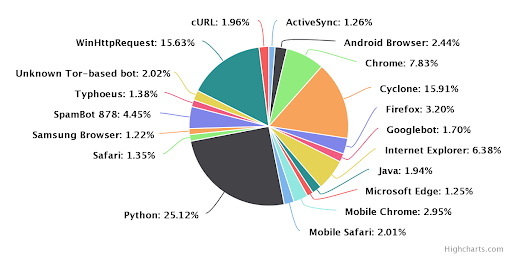 cURL: 1.96%
ActiveSync: 1.26%
WinHttpRequest: 15.63%
Android Browser: 2.44%
Chrome: 7.83%
Unknown Tor-based bot: 2.02%
Cyclone: 15.91%
Typhoeus: 1.38%
Firefox: 3.20%
SpamBot 878: 4.45%
Googlebot: 1.70%
Samsung Browser: 1.22%
Internet Explorer: 6.38%
Safari: 1.35%
Java: 1.94%
Microsoft Edge: 1.25%
Python: 25.12%
Mobile Chrome: 2.95%
Mobile Safari: 2.01%
Highcharts.com